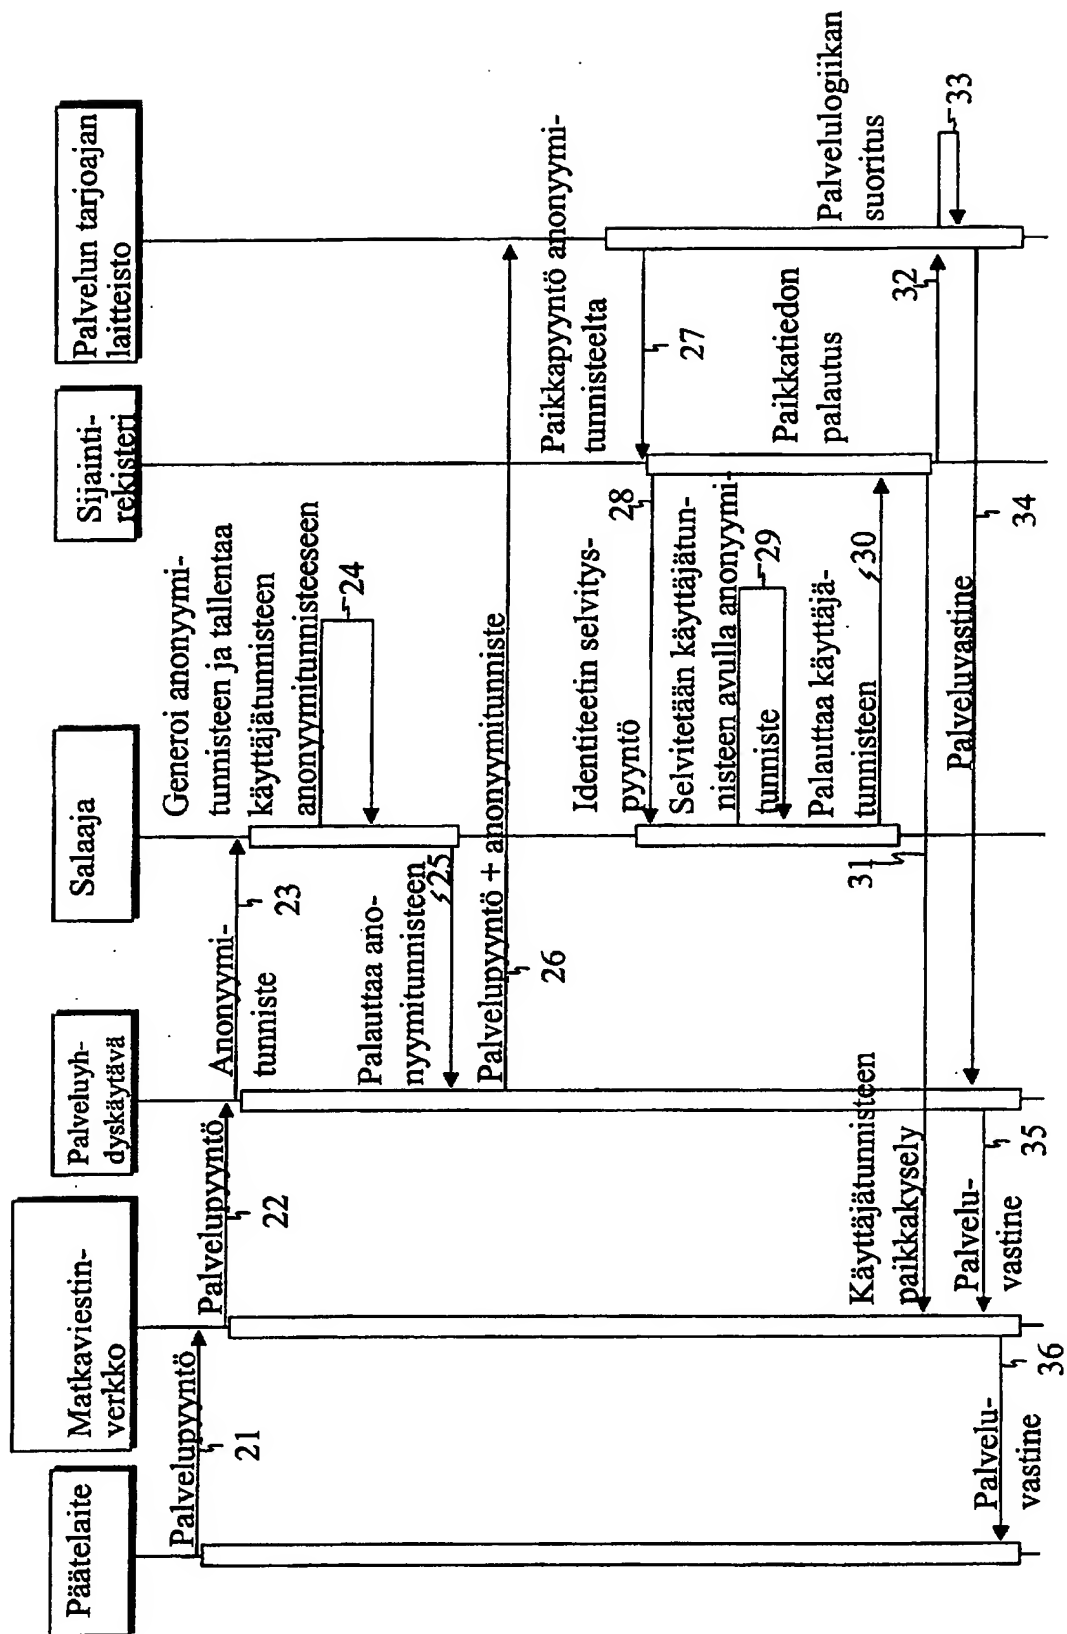 Päätelaite
Matkaviestin-
verkko
Palveluyh-
dyskäytävä
Salaaja
Sijainti-
rekisteri
Palvelun tarjoajan
laitteisto
Palvelupyyntö
21
Palvelupyyntö
22
Anonyymi-
tunniste
23
Generoi anonyymi-
tunnisteen ja tallentaa
käyttäjätunnisteen
anonyymitunnisteeseen
24
Palauttaa ano-
nyymitunnisteen
25
Palvelupyyntö + anonyymitunniste
26
Paikkapyyntö anonyymi-
tunnisteelta
27
Identiteetin selvitys-
pyyntö
28
Selvitetään käyttäjätun-
nisteen avulla anonyymi-
tunniste
29
Palauttaa käyttäjä-
tunnisteen
30
Käyttäjätunnisteen
paikkakysely
31
Paikkatiedon
palautus
32
Palvelulogiikan
suoritus
33
Palveluvastine
34
Palvelu-
vastine
35
Palvelu-
vastine
36